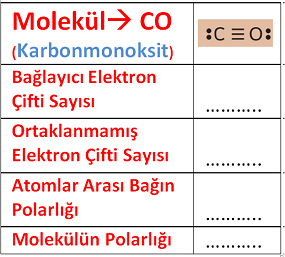 Molekül→ CO
(Karbonmonoksit)
:C ≡ O:
Bağlayıcı Elektron
Çifti Sayısı
………..
Ortaklanmamış
Elektron Çifti Sayısı
………..
Atomlar Arası Bağın
Polarlığı
………..
Molekülün Polarlığı
………..